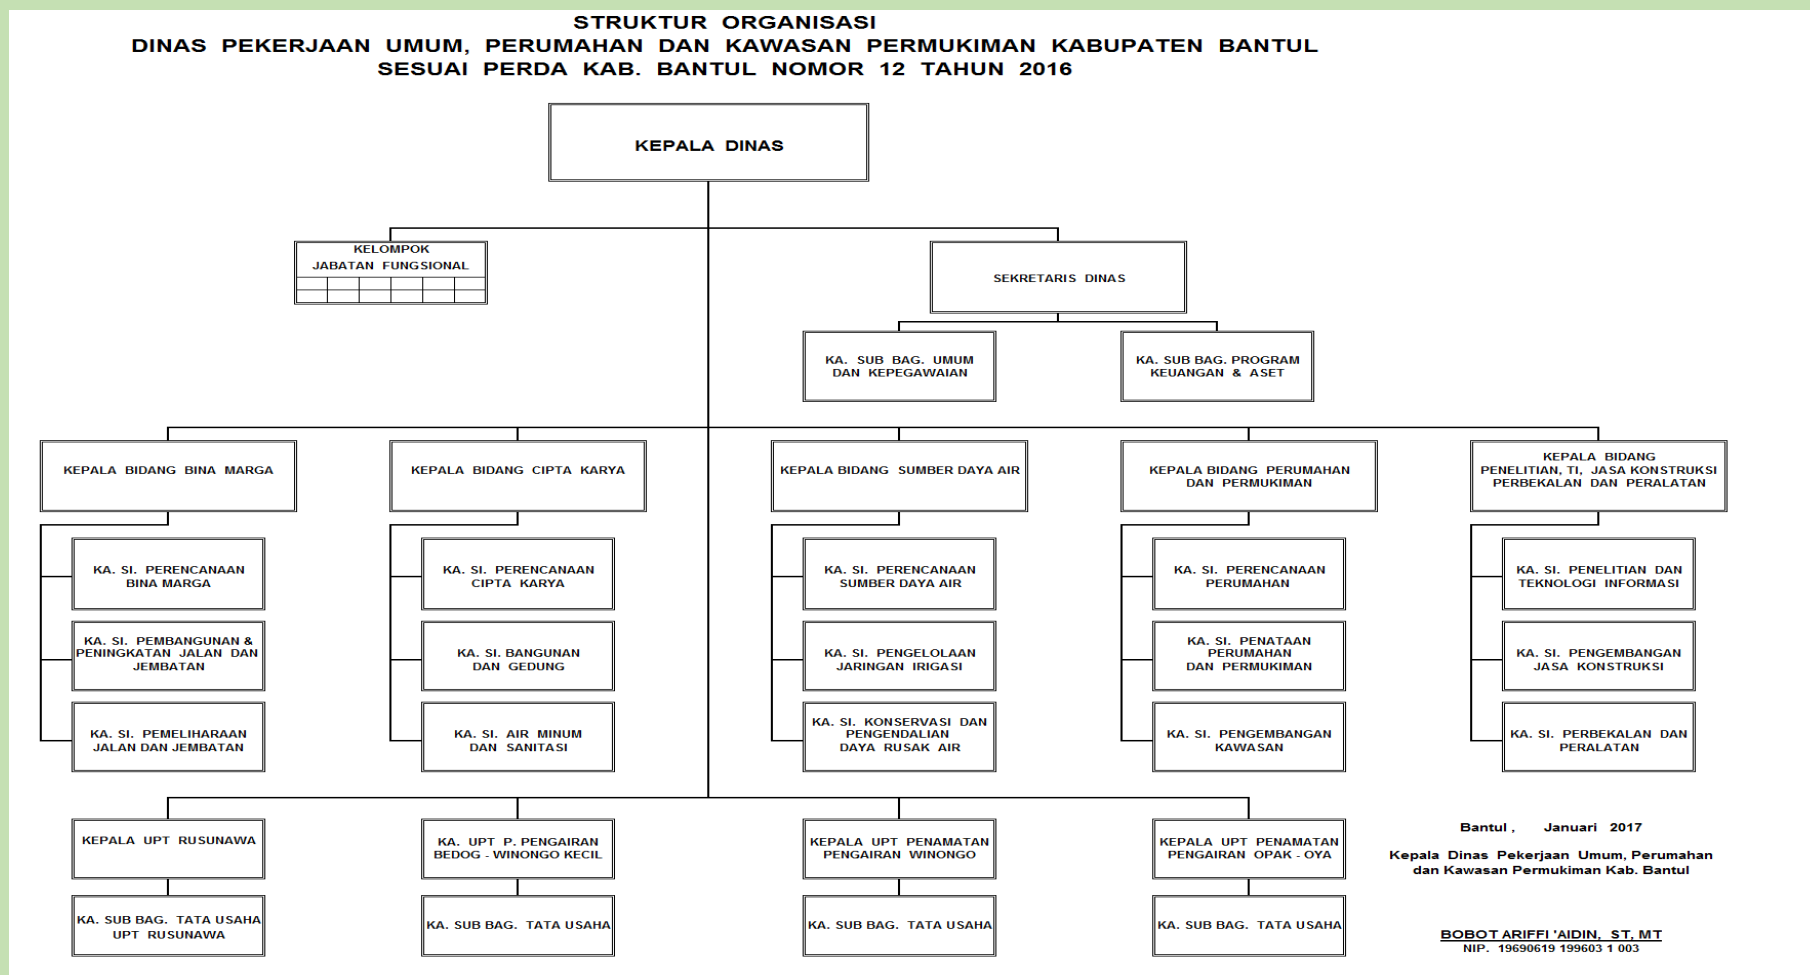 STRUKTUR ORGANISASI
DINAS PEKERJAAN UMUM, PERUMAHAN DAN KAWASAN PERMUKIMAN KABUPATEN BANTUL
SESUAI PERDA KAB. BANTUL NOMOR 12 TAHUN 2016
KEPALA DINAS
KELOMPOK
JABATAN FUNGSIONAL
SEKRETARIS DINAS
KA. SUB BAG. UMUM
DAN KEPEGAWAIAN
KA. SUB BAG. PROGRAM
KEUANGAN & ASET
KEPALA BIDANG BINA MARGA
KEPALA BIDANG CIPTA KARYA
KEPALA BIDANG SUMBER DAYA AIR
KEPALA BIDANG PERUMAHAN
DAN PERMUKIMAN
KEPALA BIDANG
PENELITIAN, TI, JASA KONSTRUKSI
PERBEKALAN DAN PERALATAN
KA. SI. PERENCANAAN
BINA MARGA
KA. SI. PERENCANAAN
CIPTA KARYA
KA. SI. PERENCANAAN
SUMBER DAYA AIR
KA. SI. PERENCANAAN
PERUMAHAN
KA. SI. PENELITIAN DAN
TEKNOLOGI INFORMASI
KA. SI. PEMBANGUNAN &
PENINGKATAN JALAN DAN
JEMBATAN
KA. SI. BANGUNAN
DAN GEDUNG
KA. SI. PENGELOLAAN
JARINGAN IRIGASI
KA. SI. PENATAAN
PERUMAHAN
DAN PERMUKIMAN
KA. SI. PENGEMBANGAN
JASA KONSTRUKSI
KA. SI. PEMELIHARAAN
JALAN DAN JEMBATAN
KA. SI. AIR MINUM
DAN SANITASI
KA. SI. KONSERVASI DAN
PENGENDALIAN
DAYA RUSAK AIR
KA. SI. PENGEMBANGAN
KAWASAN
KA. SI. PERBEKALAN DAN
PERALATAN
KEPALA UPT RUSUNAWA
KA. UPT P. PENGAIRAN
BEDOG - WINONGO KECIL
KEPALA UPT PENAMATAN
PENGAIRAN WINONGO
KEPALA UPT PENAMATAN
PENGAIRAN OPAK - OYA
KA. SUB BAG. TATA USAHA
UPT RUSUNAWA
KA. SUB BAG. TATA USAHA
KA. SUB BAG. TATA USAHA
KA. SUB BAG. TATA USAHA
Bantul , Januari 2017
Kepala Dinas Pekerjaan Umum, Perumahan
dan Kawasan Permukiman Kab. Bantul
BOBOT ARIFFI 'AIDIN, ST, MT
NIP. 19690619 199603 1 003